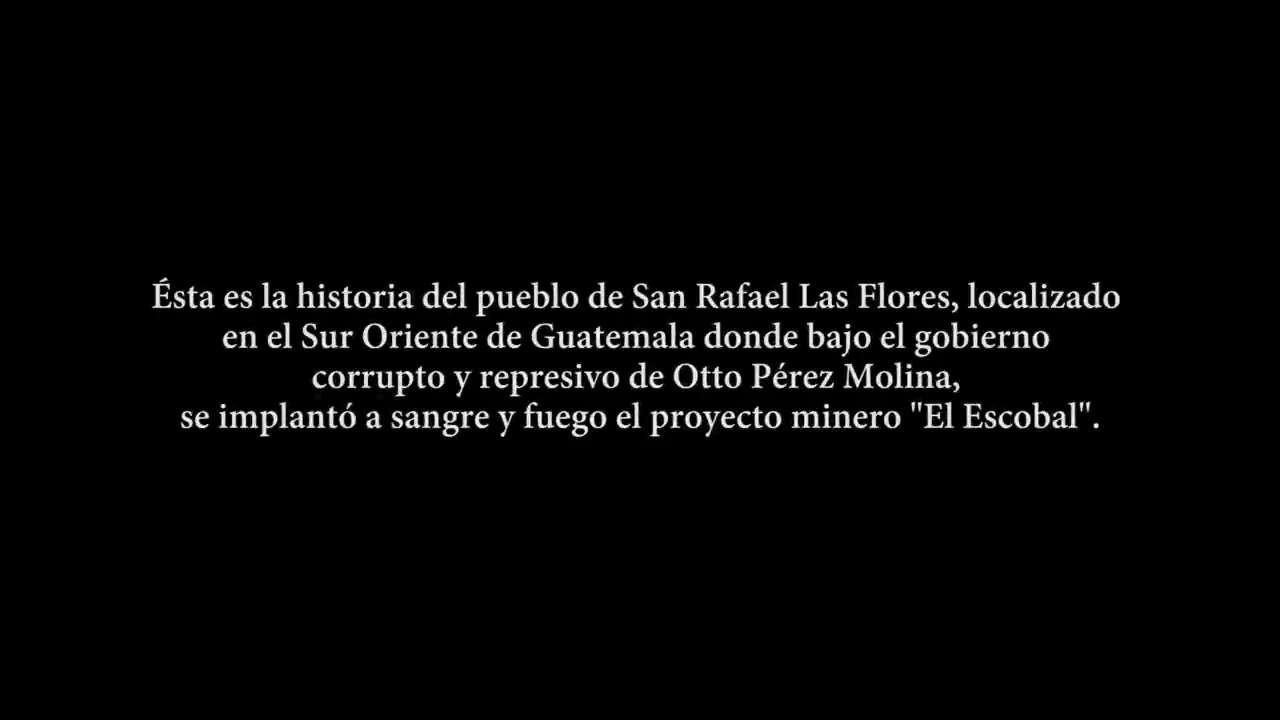 Ésta es la historia del pueblo de San Rafael Las Flores, localizado
en el Sur Oriente de Guatemala donde bajo el gobierno
corrupto y represivo de Otto Pérez Molina,
se implantó a sangre y fuego el proyecto minero "El Escobal".